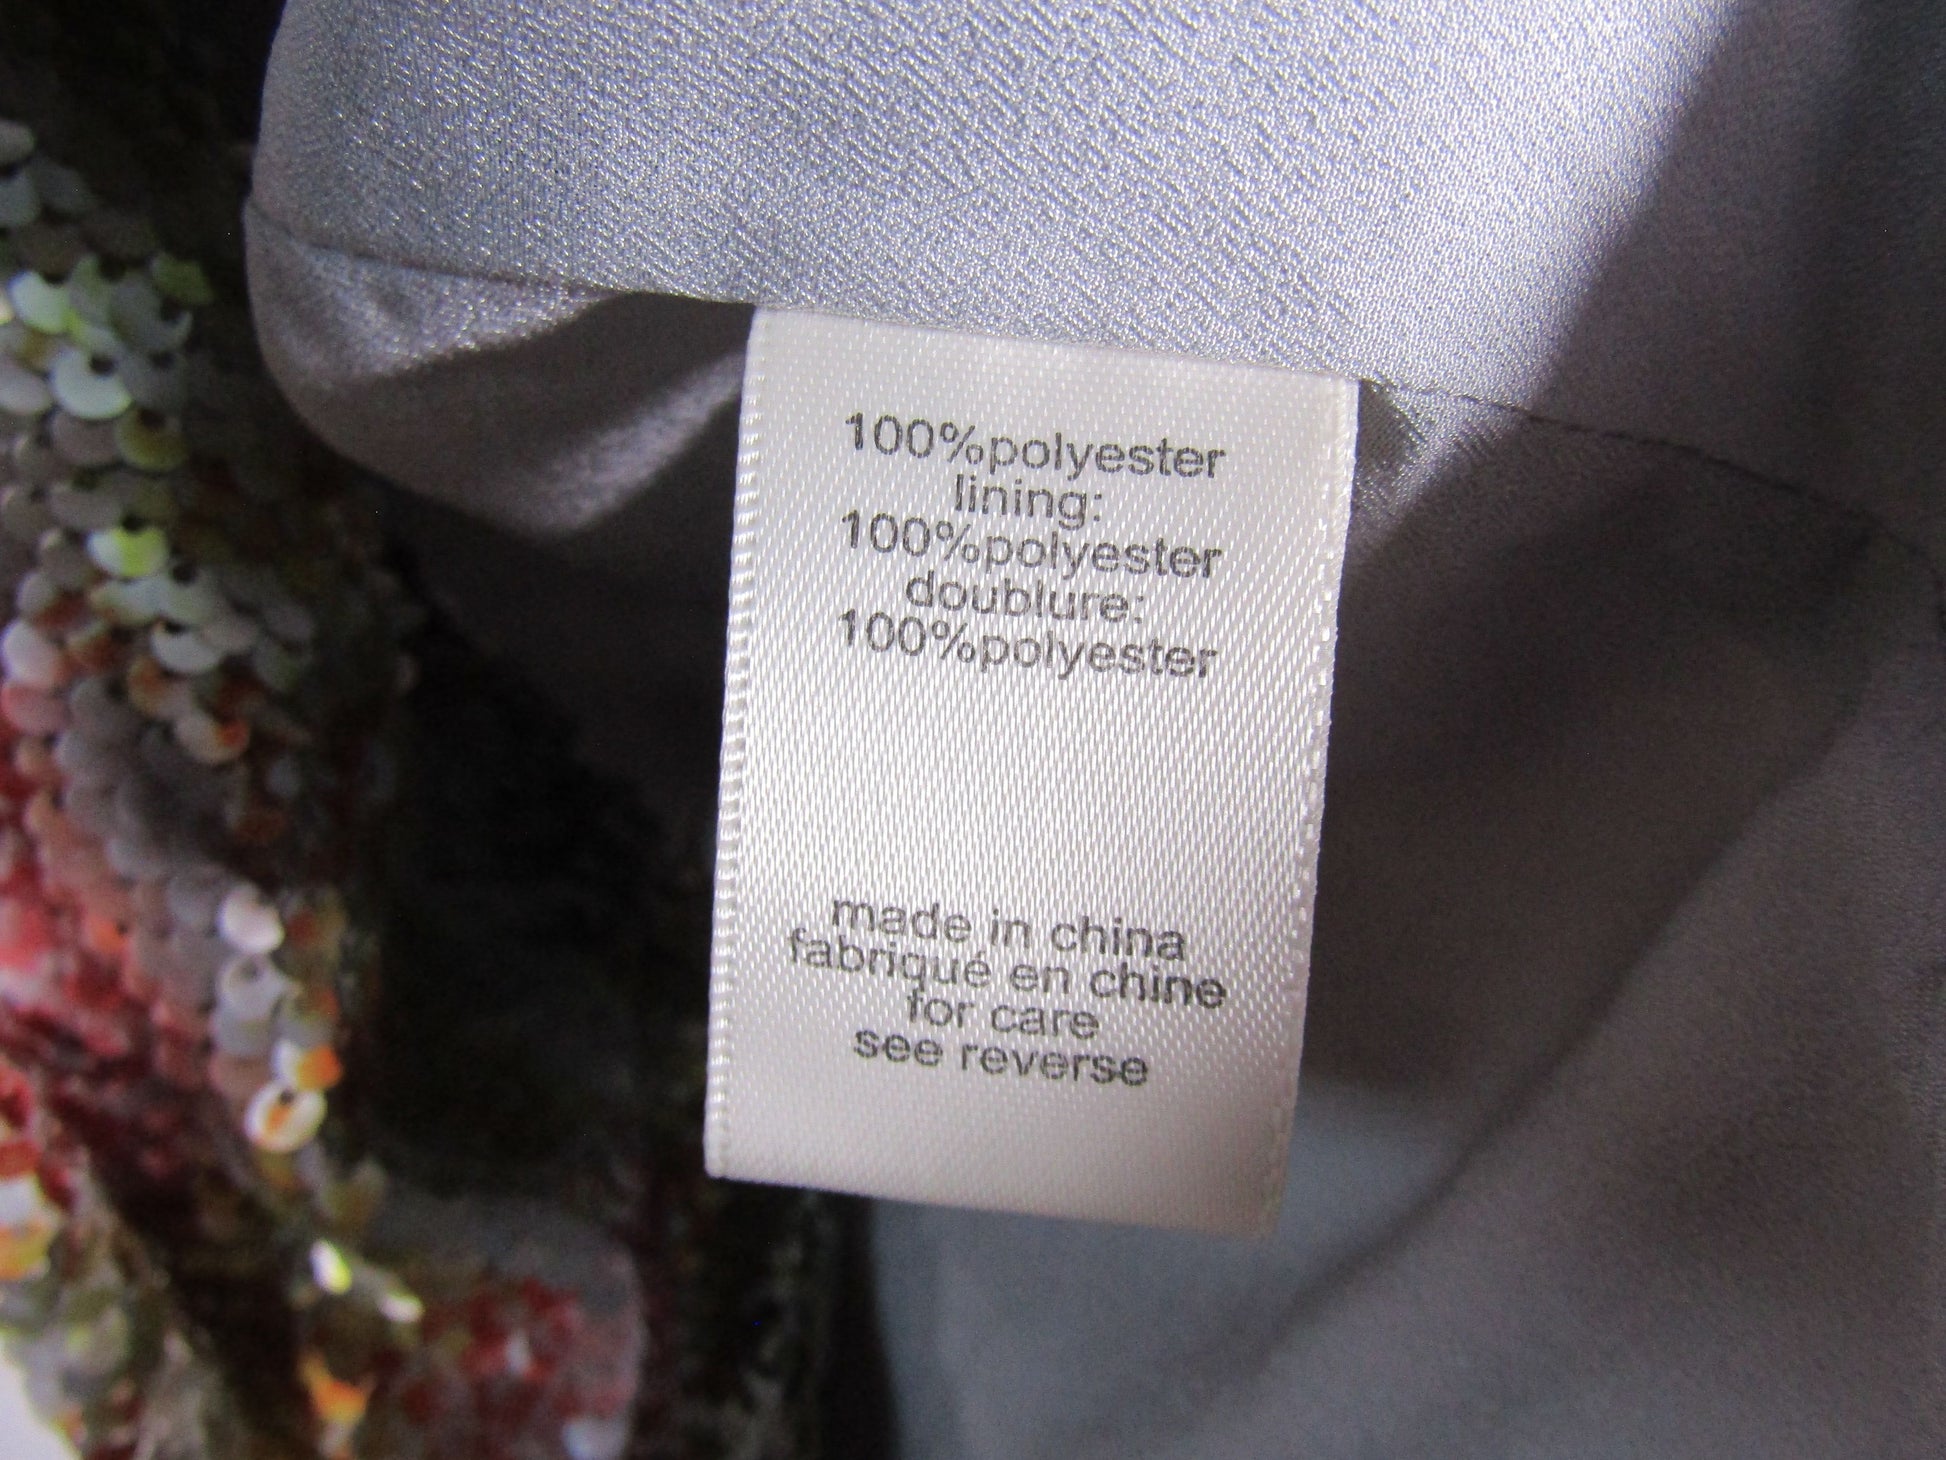 100%polyester
lining:
100%polyester
doublure:
100%polyester
made in china
fabriqué en chine
for care
see reverse